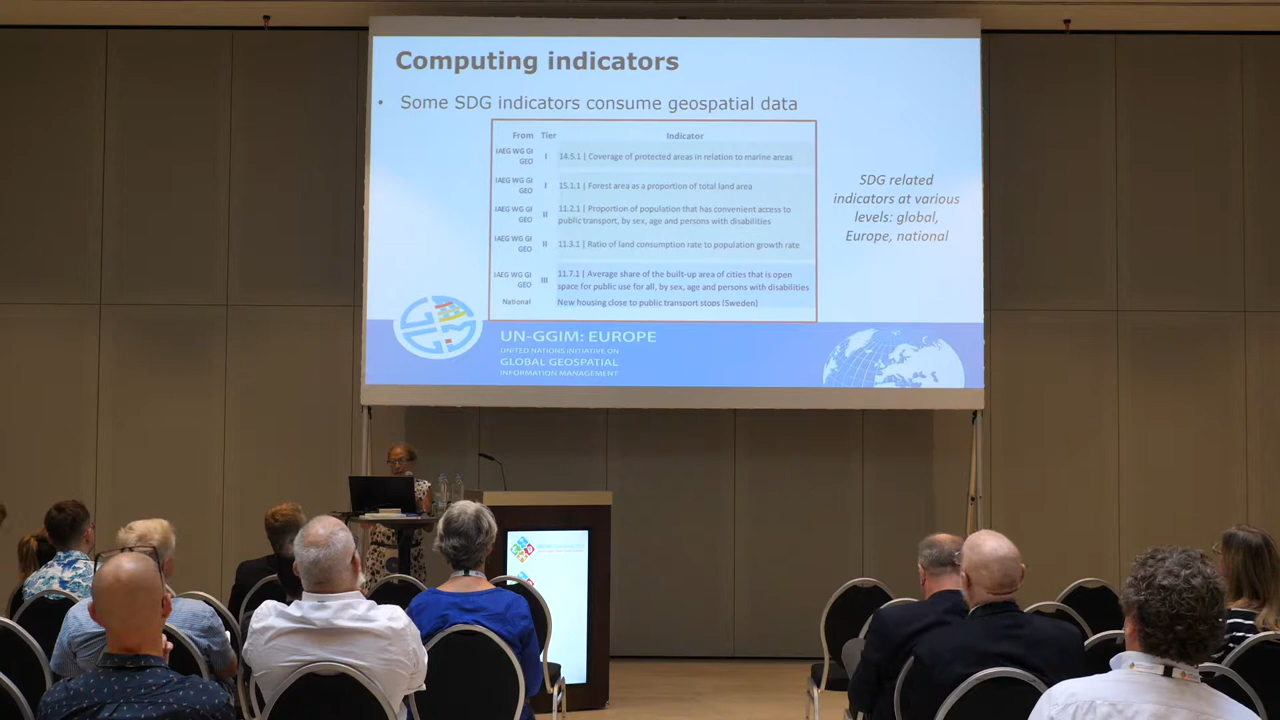 Computing indicators
• Some SDG indicators consume geospatial data
From Tier Indicator
IAEG WG GI
GEO
I
14.5.1 | Coverage of protected areas in relation to marine areas
IAEG WG GI
GEO
I
15.1.1 | Forest area as a proportion of total land area
IAEG WG GI
GEO
II
11.2.1 | Proportion of population that has convenient access to
public transport, by sex, age and persons with disabilities
IAEG WG GI
GEO
II
11.3.1 | Ratio of land consumption rate to population growth rate
IAEG WG GI
GEO
III
11.7.1 | Average share of the built-up area of cities that is open
space for public use for all, by sex, age and persons with disabilities
National New housing close to public transport stops (Sweden)
SDG related
indicators at various
levels: global,
Europe, national
UN-GGIM: EUROPE
UNITED NATIONS INITIATIVE ON
GLOBAL GEOSPATIAL
INFORMATION MANAGEMENT